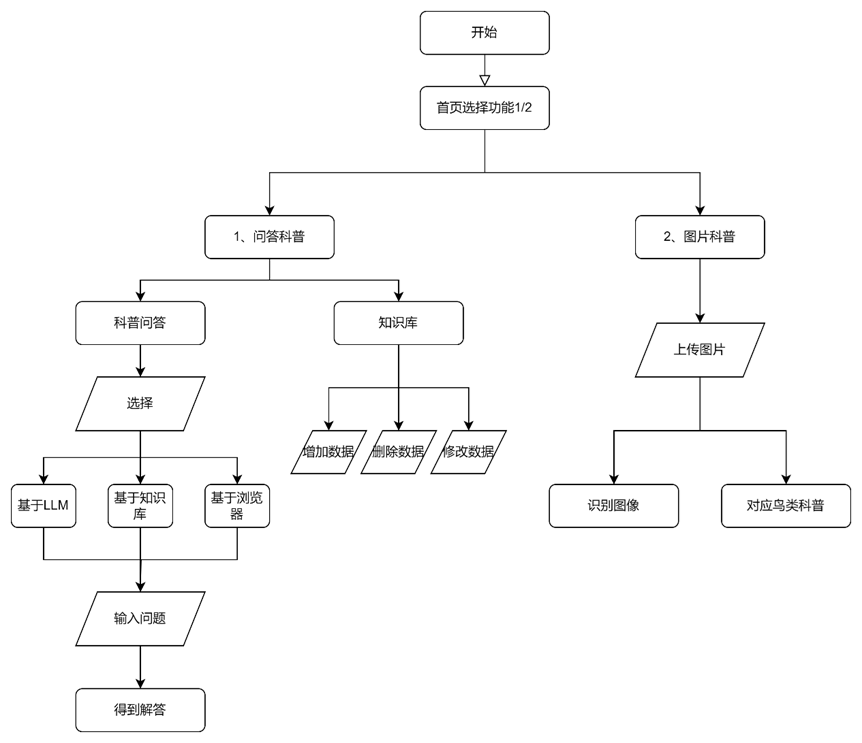 开始
首页选择功能1/2
1、问答科普
2、图片科普
科普问答
知识库
上传图片
选择
增加数据
删除数据
修改数据
基于LLM
基于知识
库
基于浏览
器
识别图像
对应鸟类科普
输入问题
得到解答